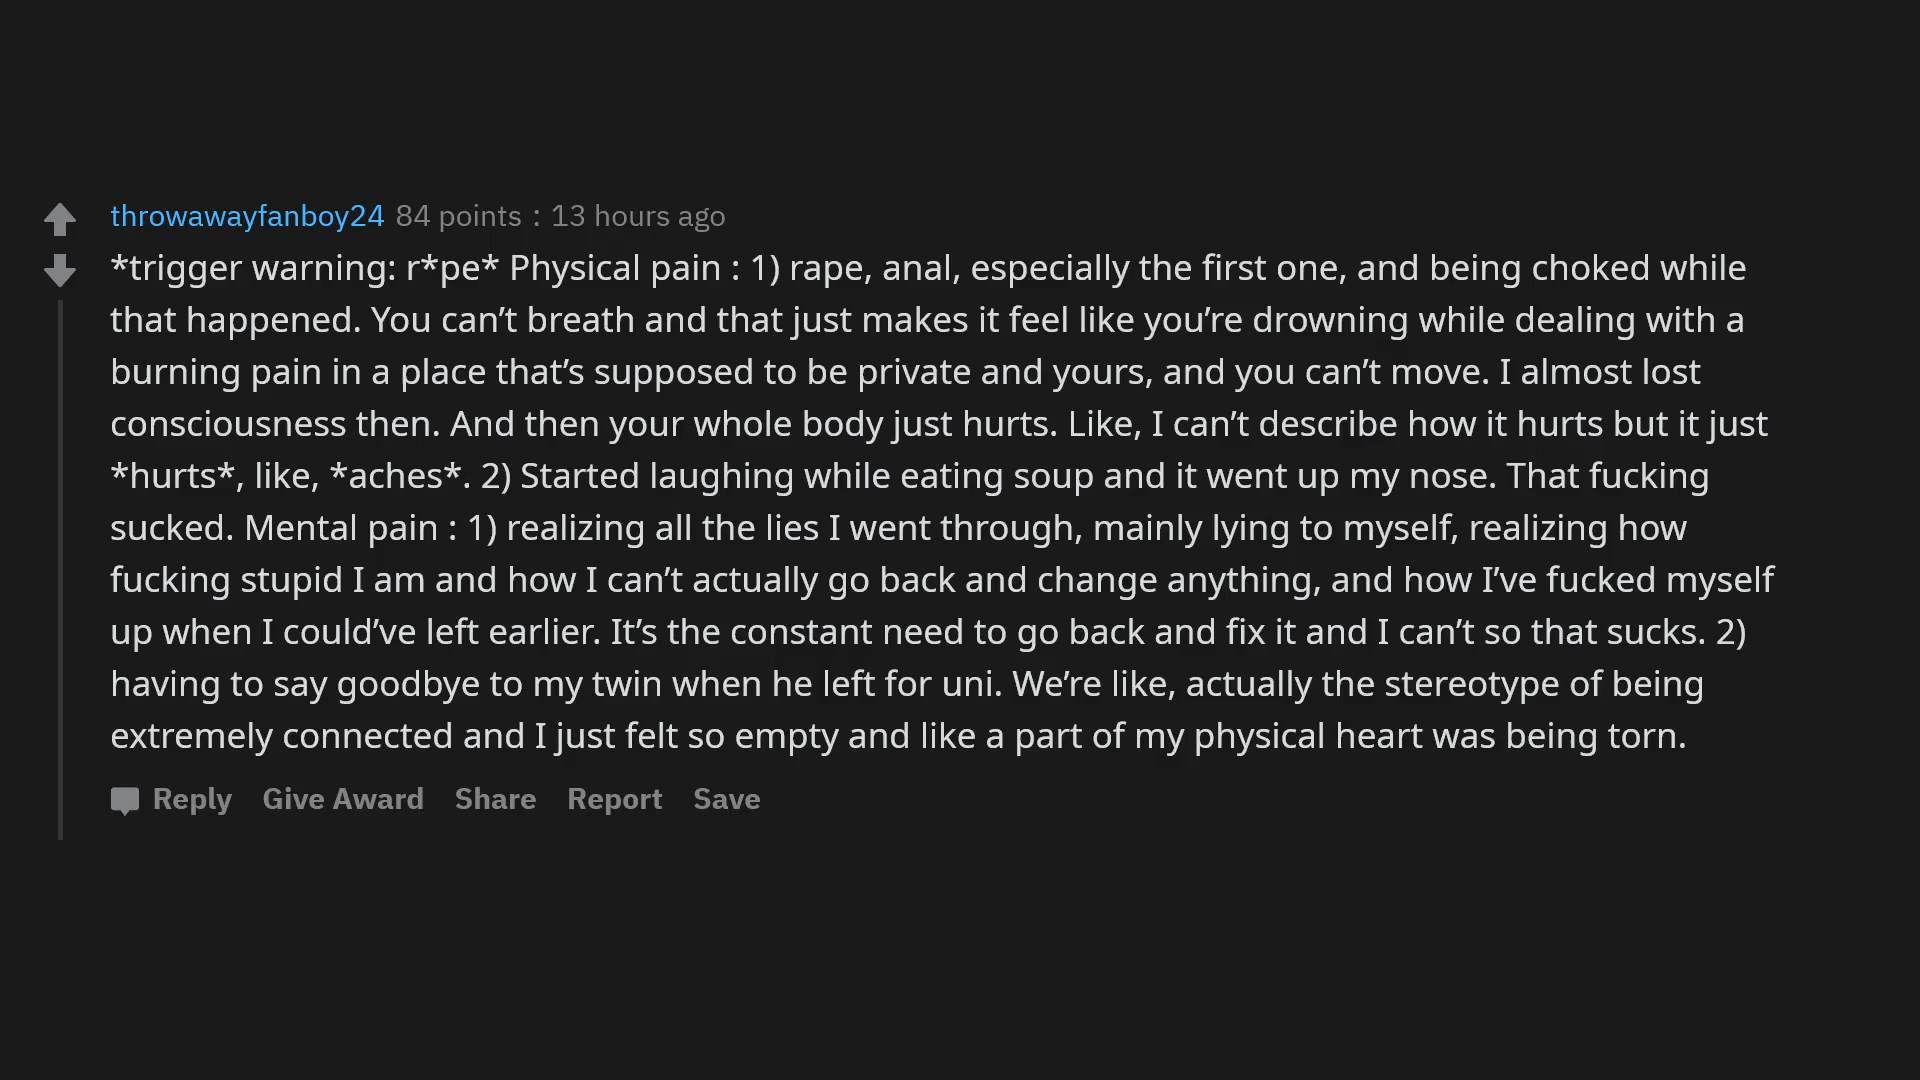 throwawayfanboy24 84 points : 13 hours ago
*trigger warning: r*pe* Physical pain : 1) rape, anal, especially the first one, and being choked while
that happened. You can’t breath and that just makes it feel like you’re drowning while dealing with a
burning pain in a place that’s supposed to be private and yours, and you can’t move. I almost lost
consciousness then. And then your whole body just hurts. Like, I can’t describe how it hurts but it just
*hurts*, like, *aches*. 2) Started laughing while eating soup and it went up my nose. That fucking
sucked. Mental pain : 1) realizing all the lies I went through, mainly lying to myself, realizing how
fucking stupid I am and how I can’t actually go back and change anything, and how I’ve fucked myself
up when I could’ve left earlier. It’s the constant need to go back and fix it and I can’t so that sucks. 2)
having to say goodbye to my twin when he left for uni. We’re like, actually the stereotype of being
extremely connected and I just felt so empty and like a part of my physical heart was being torn.
Reply Give Award Share Report Save